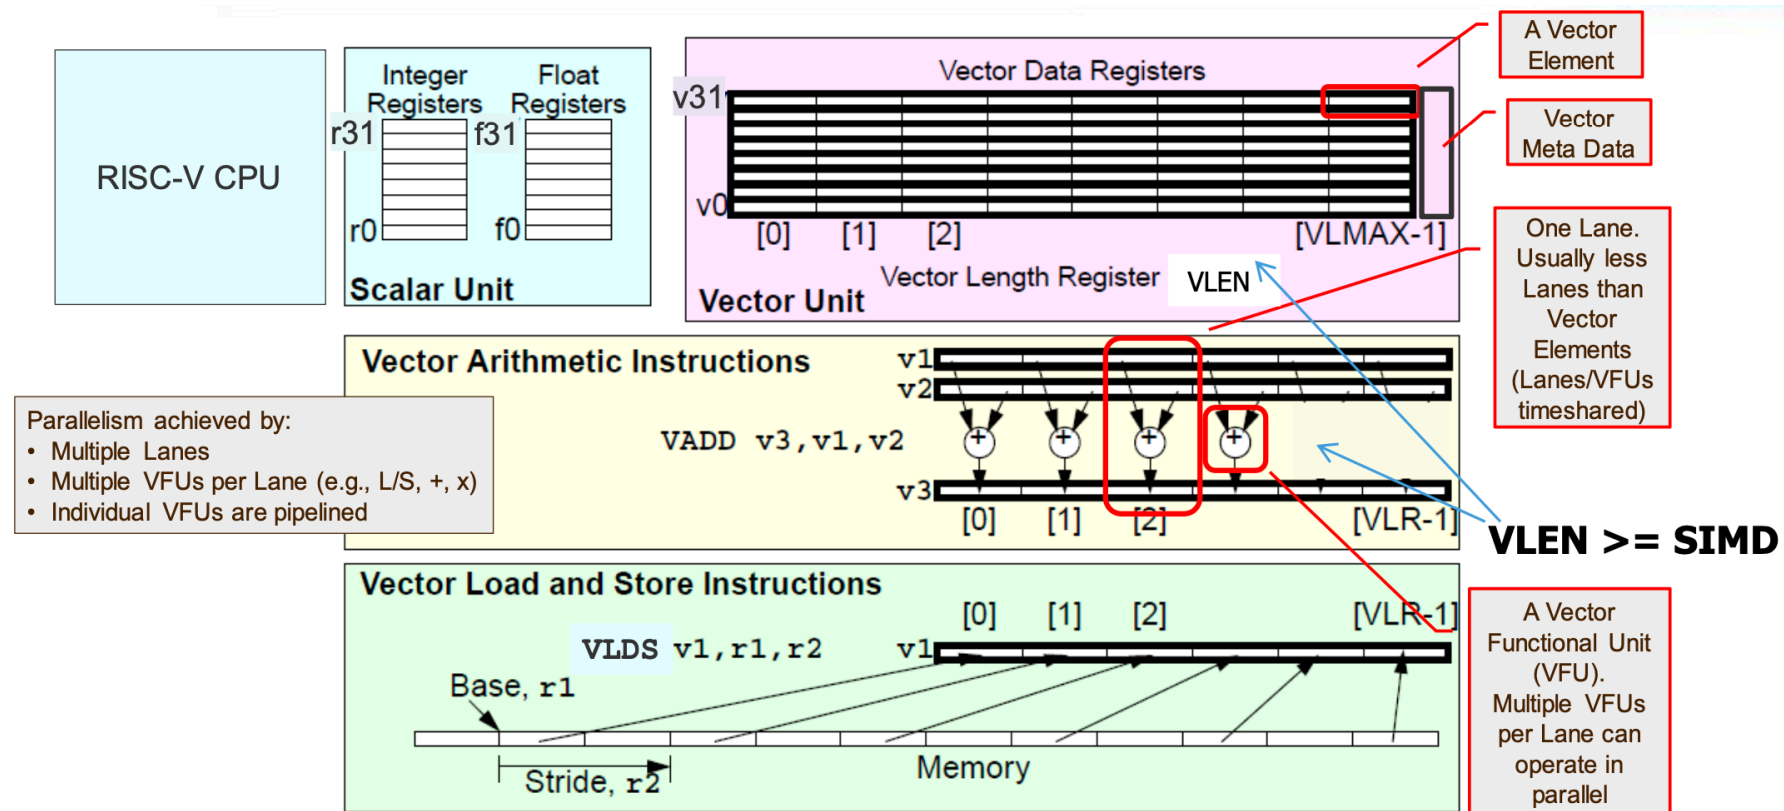 RISC-V CPU
Integer
Registers
Float
Registers
r31
f31
r0
f0
Scalar Unit
Vector Data Registers
v31
v0
[0]
[1]
[2]
[VLMAX-1]
Vector Length Register
VLEN
Vector Unit
A Vector
Element
Vector
Meta Data
One Lane.
Usually less
Lanes than
Vector
Elements
(Lanes/VFUs
timeshared)
Vector Arithmetic Instructions
v1
v2
VADD v3,v1,v2
+
+
+
+
v3
[0]
[1]
[2]
[VLR-1]
Parallelism achieved by:
• Multiple Lanes
• Multiple VFUs per Lane (e.g., L/S, +, x)
• Individual VFUs are pipelined
VLEN >= SIMD
Vector Load and Store Instructions
[0]
[1]
[2]
[VLR-1]
VLDS v1,r1,r2
v1
Base, r1
Stride, r2
Memory
A Vector
Functional Unit
(VFU).
Multiple VFUs
per Lane can
operate in
parallel